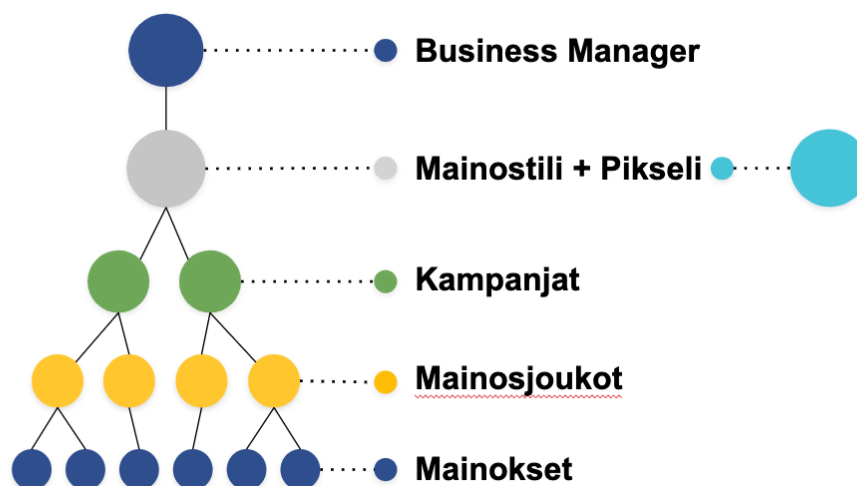 Business Manager
Mainostili + Pikseli
Kampanjat
Mainosjoukot
Mainokset